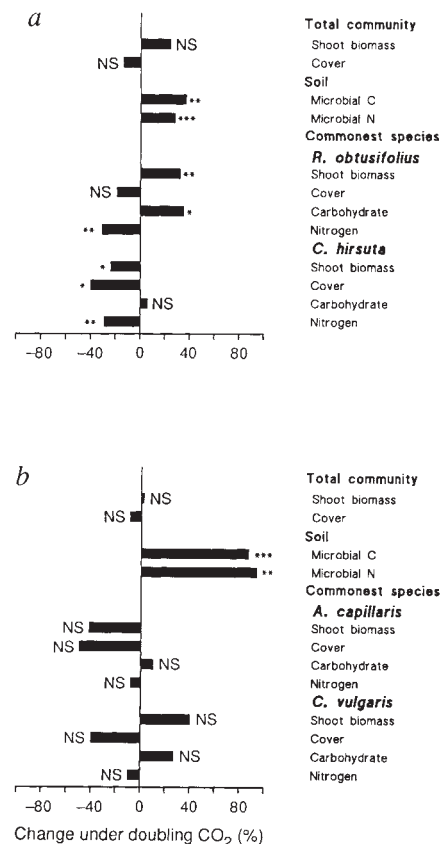 a
Total community
NS Shoot biomass
NS Cover
Soil
** Microbial C
*** Microbial N
Commonest species
R. obtusifolius
** Shoot biomass
NS Cover
* Carbohydrate
** Nitrogen
C. hirsuta
* Shoot biomass
* Cover
NS Carbohydrate
** Nitrogen
−80 −40 0 40 80
b
Total community
NS Shoot biomass
NS Cover
Soil
*** Microbial C
** Microbial N
Commonest species
A. capillaris
NS Shoot biomass
NS Cover
NS Carbohydrate
NS Nitrogen
C. vulgaris
NS Shoot biomass
NS Cover
NS Carbohydrate
NS Nitrogen
−80 −40 0 40 80
Change under doubling CO₂ (%)